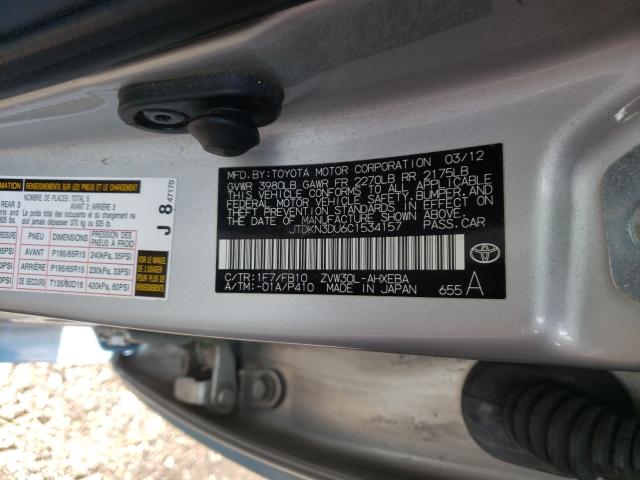 MFD.BY:TOYOTA MOTOR CORPORATION 03/12
GVWR 3980LB GAWR FR 2270LB RR 2175LB
THIS VEHICLE CONFORMS TO ALL APPLICABLE
FEDERAL MOTOR VEHICLE SAFETY, BUMPER, AND
THEFT PREVENTION STANDARDS IN EFFECT ON
THE DATE OF MANUFACTURE SHOWN ABOVE.
JTDKN3DU6C1534157 PASS.CAR
C/TR:1F7/FB10 ZVW30L-AHXEBA
A/TM:-01A/P410 MADE IN JAPAN 655 A
TOYOTA
RENSEIGNEMENTS SUR LES PNEUS ET LE CHARGEMENT
REAR 3
NOMBRE DE PLACES: TOTAL 5
AVANT 2: ARRIÈRE 3
PNEU DIMENSIONS PNEUS À FROID
AVANT P195/65R15 240kPa, 35PSI
ARRIÈRE P195/65R15 230kPa, 33PSI
T135/80D16 420kPa, 60PSI
J 8 47170